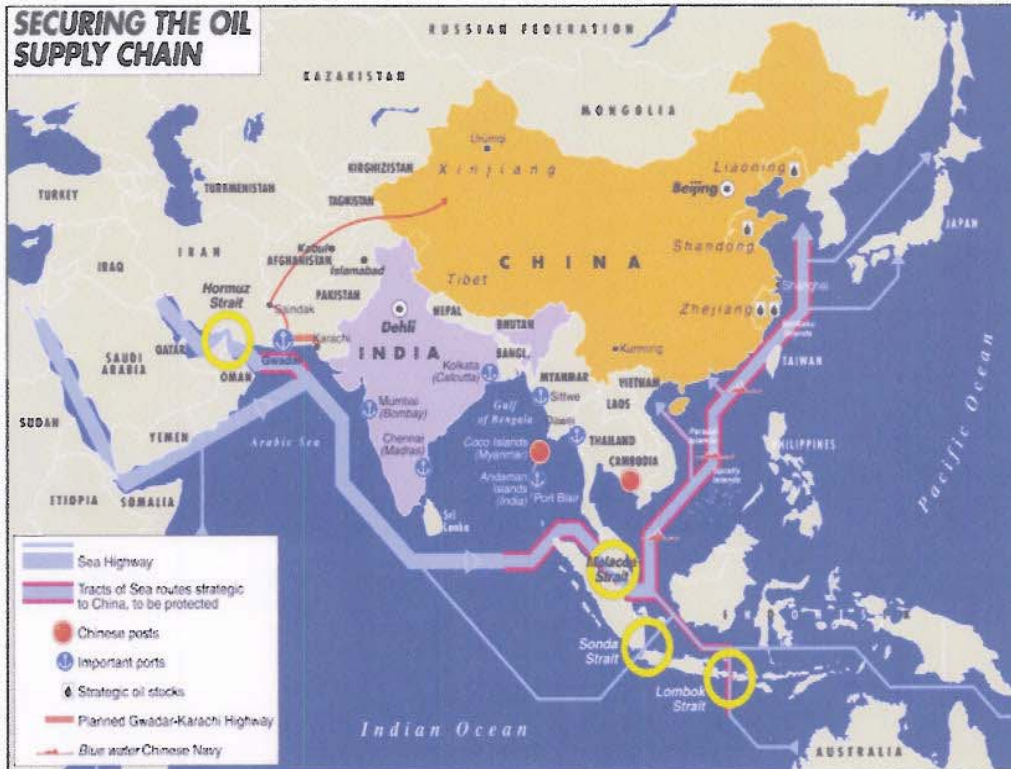 SECURING THE OIL
SUPPLY CHAIN
RUSSIAN FEDERATION
KAZAKISTAN
MONGOLIA
Urumqi
Xinjiang
KIRGHIZISTAN
Liaoning
TURKEY
TURKMENISTAN
TAGIKISTAN
Beijing
JAPAN
IRAN
Kabul
AFGHANISTAN
Islamabad
CHINA
Shandong
IRAQ
Hormuz
Strait
PAKISTAN
Tibet
Saindak
Dehli
NEPAL
Shanghai
Zhejiang
BHUTAN
QATAR
Karachi
INDIA
BANGL.
Kunming
SAUDI
ARABIA
Gwadar
OMAN
Kolkata
(Calcutta)
MYANMAR
VIETNAM
TAIWAN
Mumbai
(Bombay)
Gulf
of Bengala
Sittwe
LAOS
SUDAN
YEMEN
Arabic Sea
Chennai
(Madras)
THAILAND
PHILIPPINES
Pacific Ocean
Coco Islands
(Myanmar)
CAMBODIA
Spratly
Islands
ETIOPIA
SOMALIA
Andaman
Islands
(India)
Port Blair
Sri
Lanka
Malacca
Strait
INDONESIA
Sonda
Strait
Lombok
Strait
Indian Ocean
AUSTRALIA
Sea Highway
Tracts of Sea routes strategic
to China, to be protected
Chinese posts
Important ports
Strategic oil stocks
Planned Gwadar-Karachi Highway
Blue water Chinese Navy